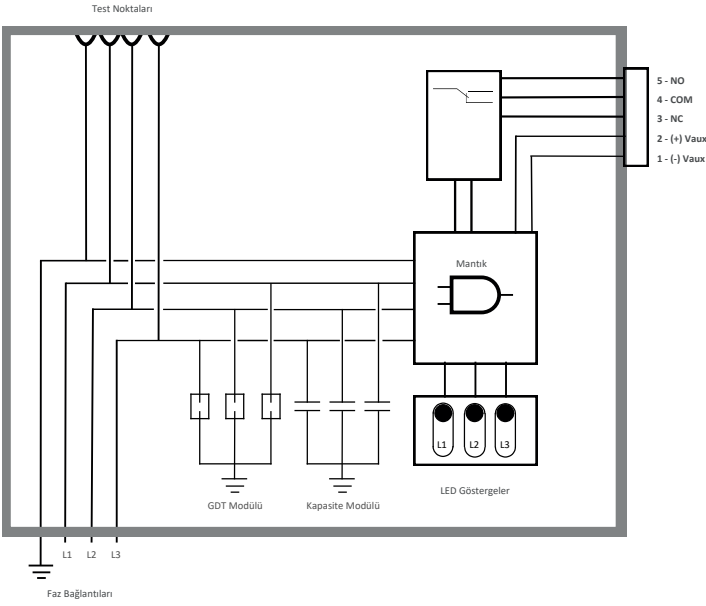 Test Noktaları
5 - NO
4 - COM
3 - NC
2 - (+) Vaux
1 - (-) Vaux
Mantık
L1 L2 L3
LED Göstergeler
GDT Modülü Kapasite Modülü
L1 L2 L3
Faz Bağlantıları